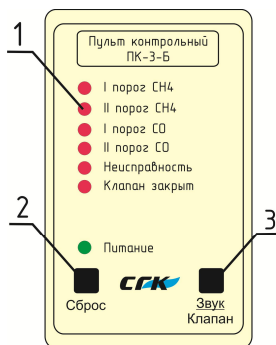 1
Пульт контрольный
ПК-3-Б
I порог CH4
II порог CH4
I порог CO
II порог CO
Неисправность
Клапан закрыт
2
Питание
3
СГК
Сброс
Звук
Клапан